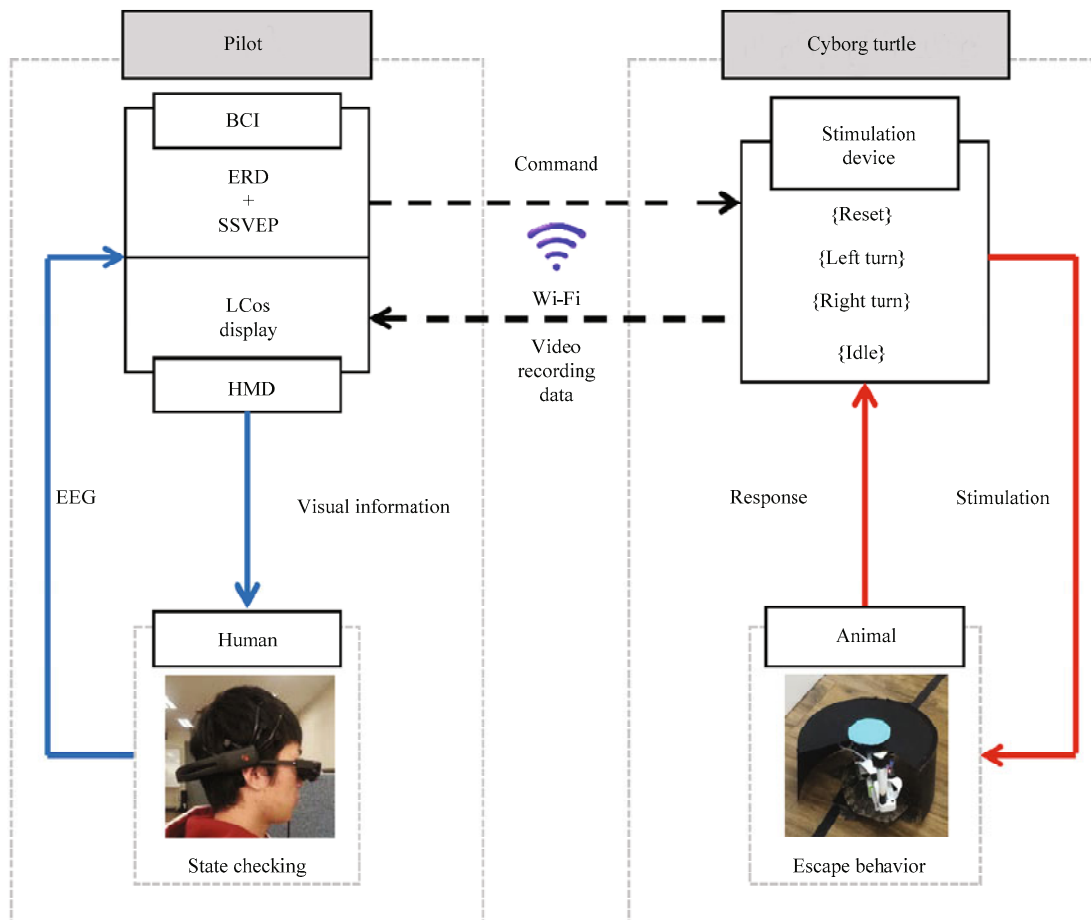 Pilot
Cyborg turtle
BCI
ERD
+
SSVEP
LCos
display
HMD
Command
Wi-Fi
Video
recording
data
Stimulation
device
{Reset}
{Left turn}
{Right turn}
{Idle}
EEG
Visual information
Response
Stimulation
Human
State checking
Animal
Escape behavior